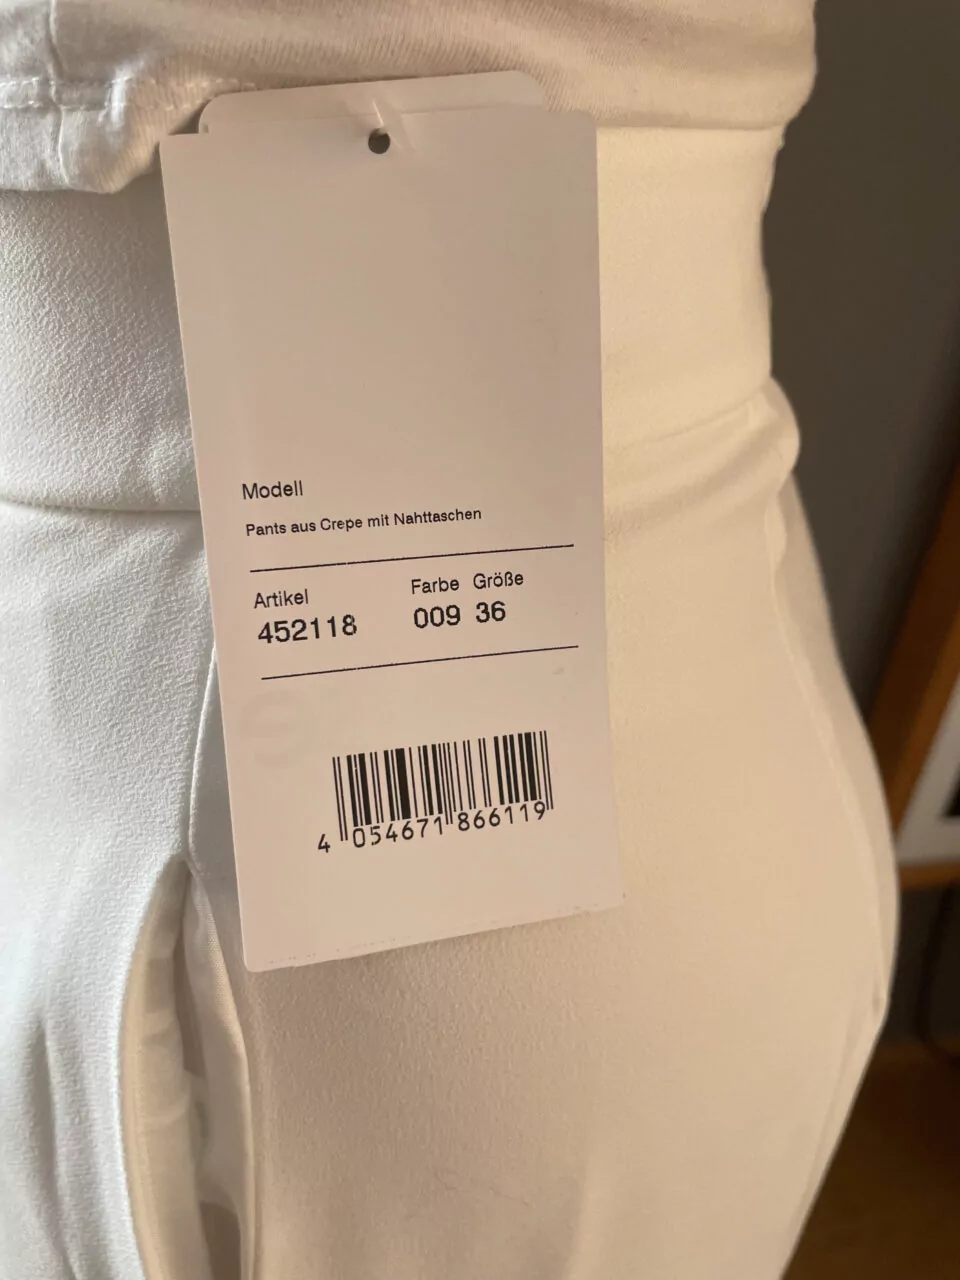 Modell
Pants aus Crepe mit Nahttaschen
Artikel Farbe Größe
452118 009 36
4 054671 866119